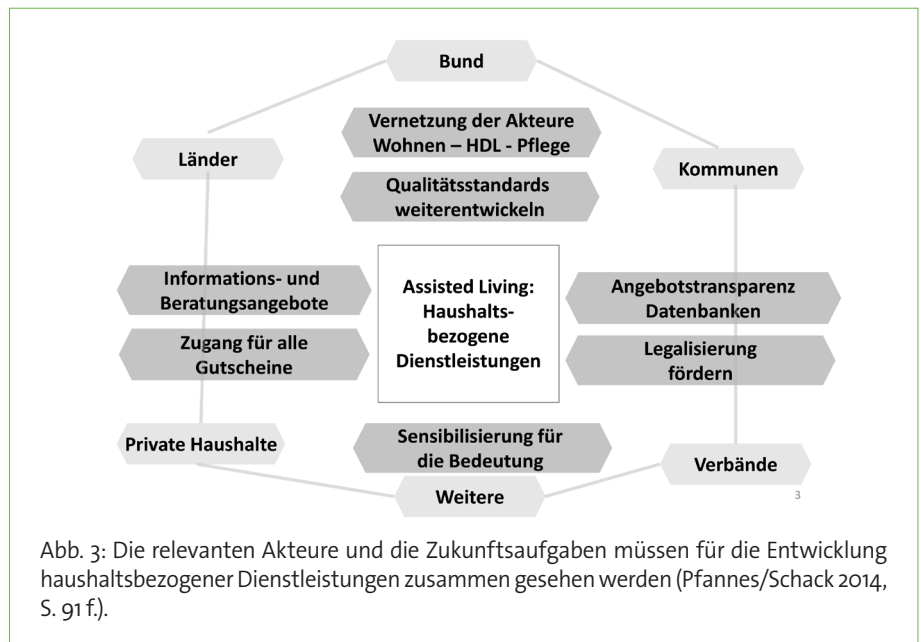 Bund
Vernetzung der Akteure
Wohnen – HDL - Pflege
Länder
Kommunen
Qualitätsstandards
weiterentwickeln
Informations- und
Beratungsangebote
Assisted Living:
Haushalts-
bezogene
Dienstleistungen
Angebotstransparenz
Datenbanken
Zugang für alle
Gutscheine
Legalisierung
fördern
Private Haushalte
Sensibilisierung für
die Bedeutung
Verbände
Weitere
3
Abb. 3: Die relevanten Akteure und die Zukunftsaufgaben müssen für die Entwicklung
haushaltsbezogener Dienstleistungen zusammen gesehen werden (Pfannes/Schack 2014,
S. 91 f.).